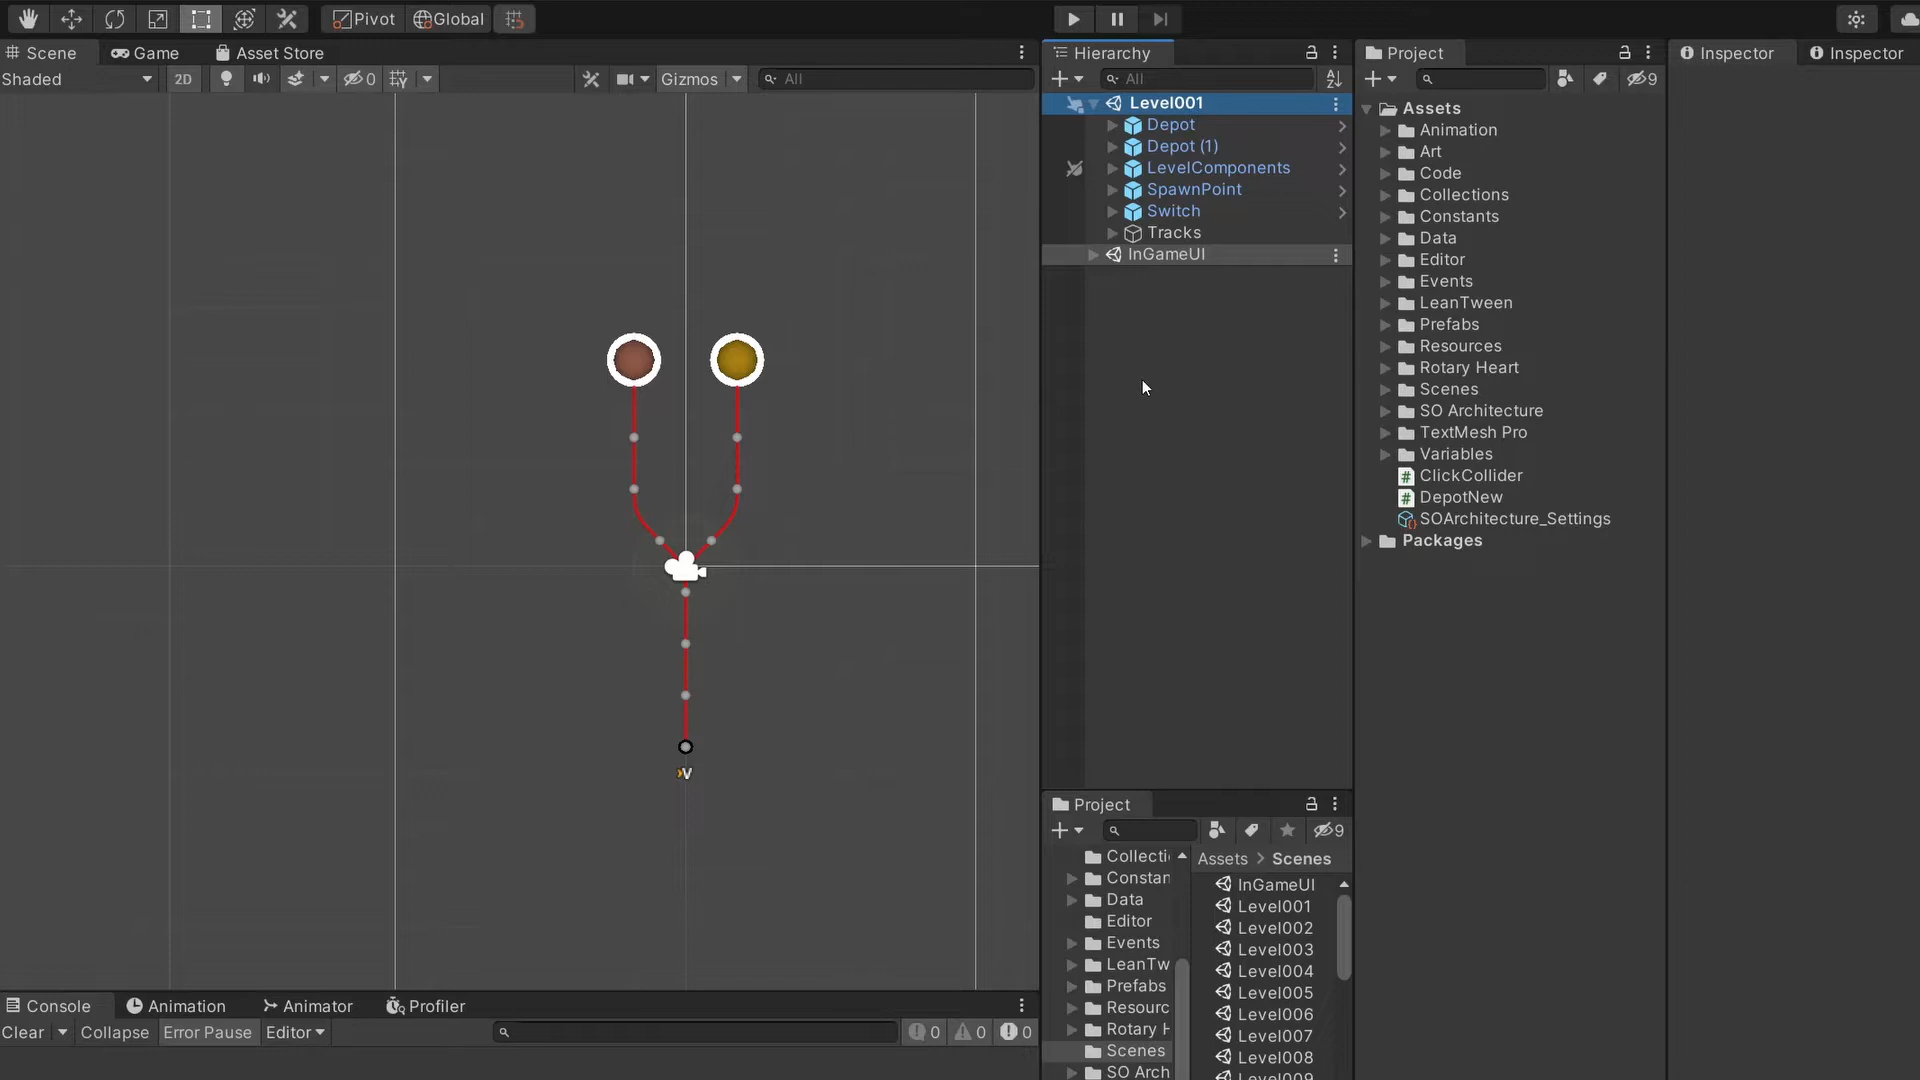 Pivot Global
Scene Game Asset Store
Shaded 2D 0 Gizmos All
Hierarchy
All
Level001
Depot
Depot (1)
LevelComponents
SpawnPoint
Switch
Tracks
InGameUI
Project
9
Assets
Animation
Art
Code
Collections
Constants
Data
Editor
Events
LeanTween
Prefabs
Resources
Rotary Heart
Scenes
SO Architecture
TextMesh Pro
Variables
ClickCollider
DepotNew
SOArchitecture_Settings
Packages
Inspector Inspector
Project
9
Collecti
Constan
Data
Editor
Events
LeanTw
Prefabs
Resourc
Rotary H
Scenes
SO Arch
Assets > Scenes
InGameUI
Level001
Level002
Level003
Level004
Level005
Level006
Level007
Level008
Level009
Console Animation Animator Profiler
Clear Collapse Error Pause Editor 0 0 0